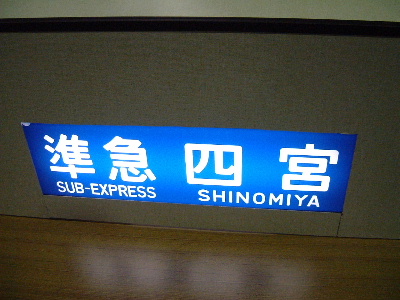 準急 四宮
SUB-EXPRESS SHINOMIYA